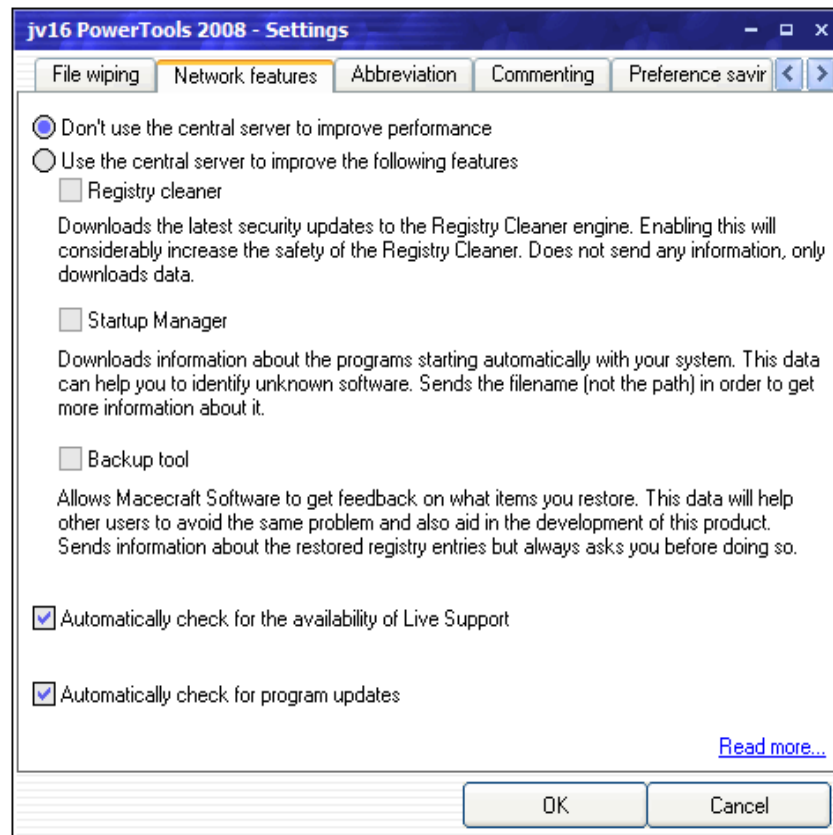 jv16 PowerTools 2008 - Settings
File wiping Network features Abbreviation Commenting Preference savir
Don't use the central server to improve performance
Use the central server to improve the following features
Registry cleaner
Downloads the latest security updates to the Registry Cleaner engine. Enabling this will
considerably increase the safety of the Registry Cleaner. Does not send any information, only
downloads data.
Startup Manager
Downloads information about the programs starting automatically with your system. This data
can help you to identify unknown software. Sends the filename (not the path) in order to get
more information about it.
Backup tool
Allows Macecraft Software to get feedback on what items you restore. This data will help
other users to avoid the same problem and also aid in the development of this product.
Sends information about the restored registry entries but always asks you before doing so.
Automatically check for the availability of Live Support
Automatically check for program updates
Read more...
OK Cancel